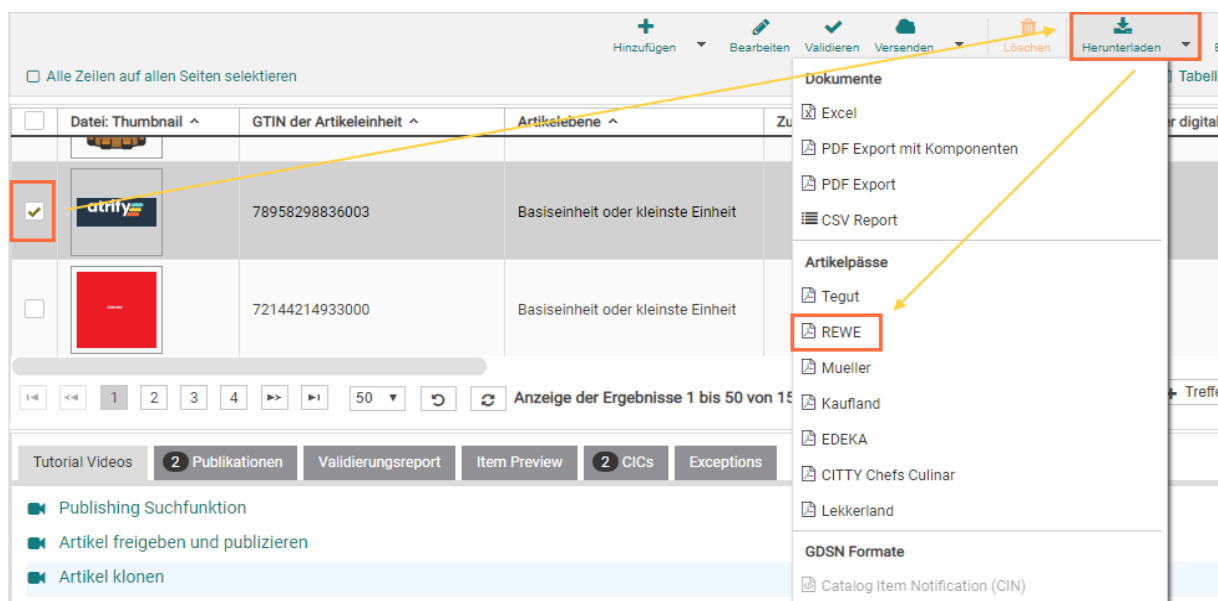 Hinzufügen Bearbeiten Validieren Versenden Löschen Herunterladen
Alle Zeilen auf allen Seiten selektieren
Datei: Thumbnail GTIN der Artikeleinheit Artikelebene
atrify 78958298836003 Basiseinheit oder kleinste Einheit
72144214933000 Basiseinheit oder kleinste Einheit
1 2 3 4 50 Anzeige der Ergebnisse 1 bis 50 von
Tutorial Videos 2 Publikationen Validierungsreport Item Preview 2 CICs Exceptions
Publishing Suchfunktion
Artikel freigeben und publizieren
Artikel klonen
Dokumente
Excel
PDF Export mit Komponenten
PDF Export
CSV Report
Artikelpässe
Tegut
REWE
Mueller
Kaufland
EDEKA
CITTY Chefs Culinar
Lekkerland
GDSN Formate
Catalog Item Notification (CIN)